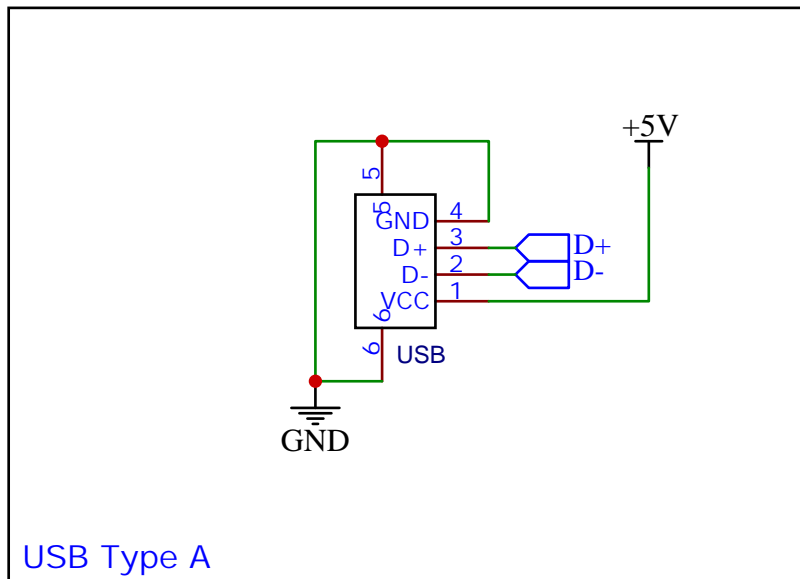 +5V
5
5
GND 4
D+ 3 D+
D- 2 D-
VCC 1
6
6
USB
GND
USB Type A